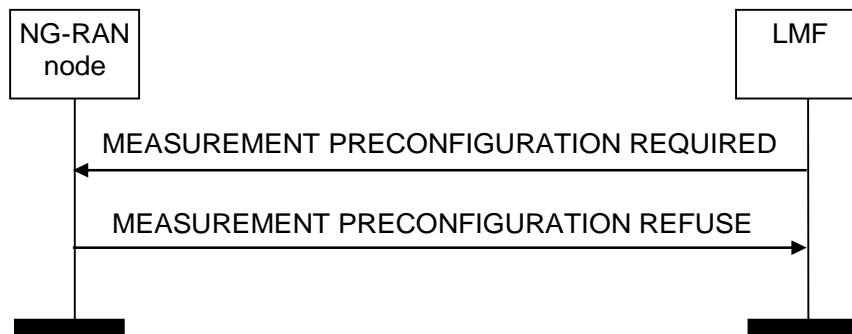 NG-RAN
node
LMF
MEASUREMENT PRECONFIGURATION REQUIRED
MEASUREMENT PRECONFIGURATION REFUSE